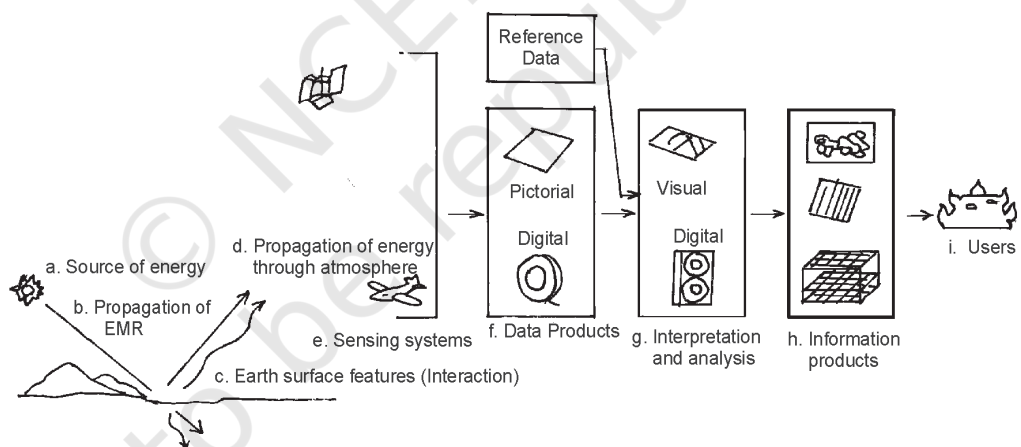 Reference
Data
Pictorial
Digital
Visual
Digital
a. Source of energy
b. Propagation of
EMR
c. Earth surface features (Interaction)
d. Propagation of energy
through atmosphere
e. Sensing systems
f. Data Products
g. Interpretation
and analysis
h. Information
products
i. Users